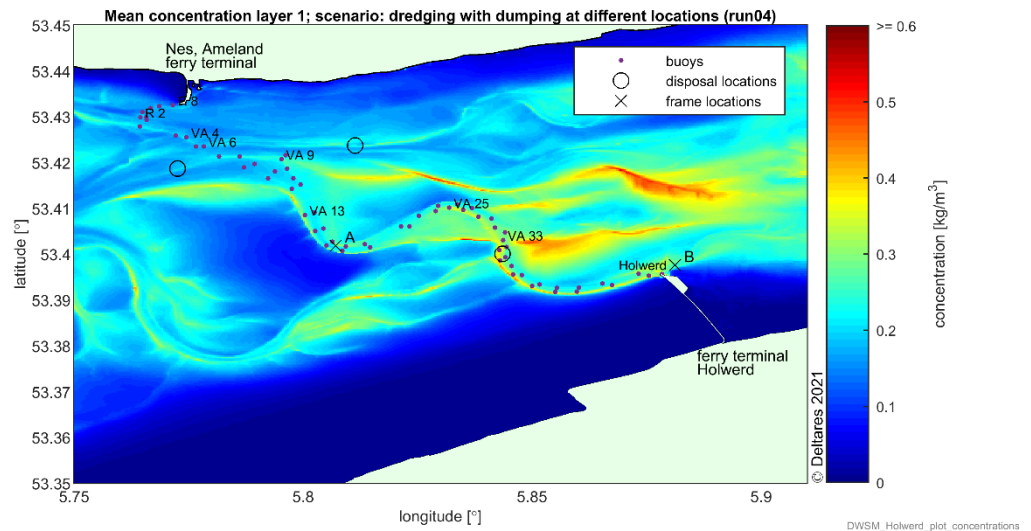 Mean concentration layer 1; scenario: dredging with dumping at different locations (run04)
53.45
53.44
53.43
53.42
53.41
53.4
53.39
53.38
53.37
53.36
53.35
latitude [°]
5.75
5.8
5.85
5.9
longitude [°]
Nes, Ameland
ferry terminal
R 2
VA 4
VA 6
VA 9
VA 13
A
VA 25
VA 33
Holwerd
B
ferry terminal
Holwerd
buoys
disposal locations
frame locations
© Deltares 2021
>= 0.6
0.5
0.4
0.3
0.2
0.1
0
concentration [kg/m³]
DWSM_Holwerd_plot_concentrations